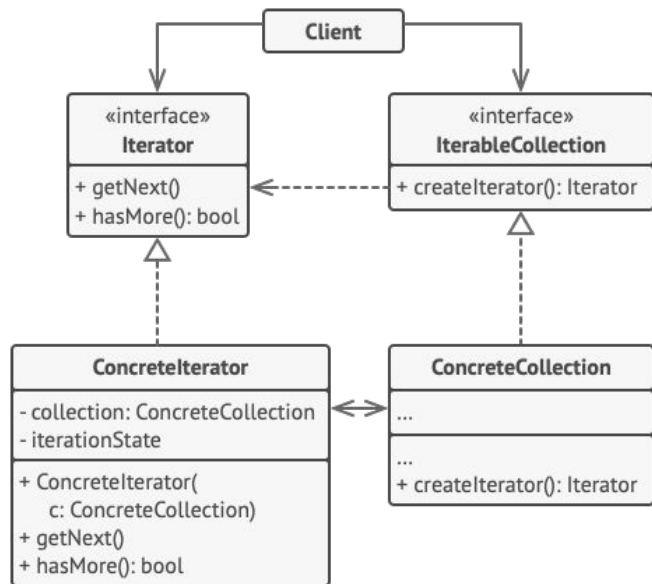 Client
«interface»
Iterator
+ getNext()
+ hasMore(): bool
«interface»
IterableCollection
+ createIterator(): Iterator
ConcreteIterator
- collection: ConcreteCollection
- iterationState
+ ConcreteIterator(
c: ConcreteCollection)
+ getNext()
+ hasMore(): bool
ConcreteCollection
...
...
+ createIterator(): Iterator